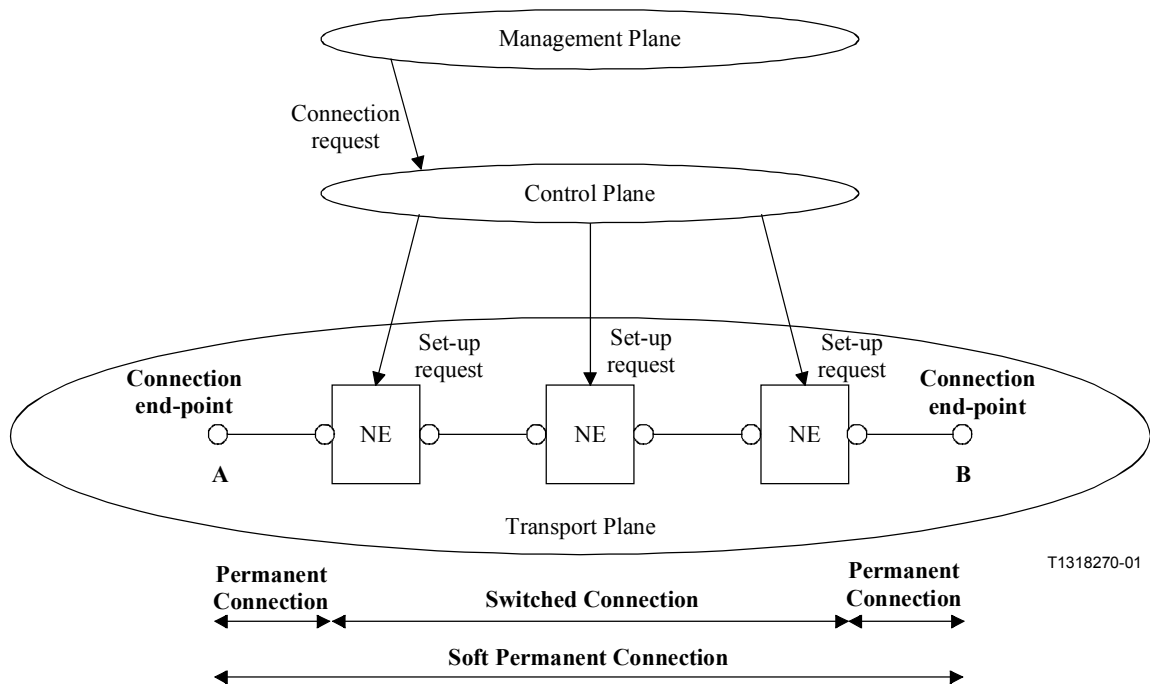 Management Plane
Connection
request
Control Plane
Set-up
request
Set-up
request
Set-up
request
Connection
end-point
Connection
end-point
NE
NE
NE
A
B
Transport Plane
T1318270-01
Permanent
Connection
Switched Connection
Permanent
Connection
Soft Permanent Connection